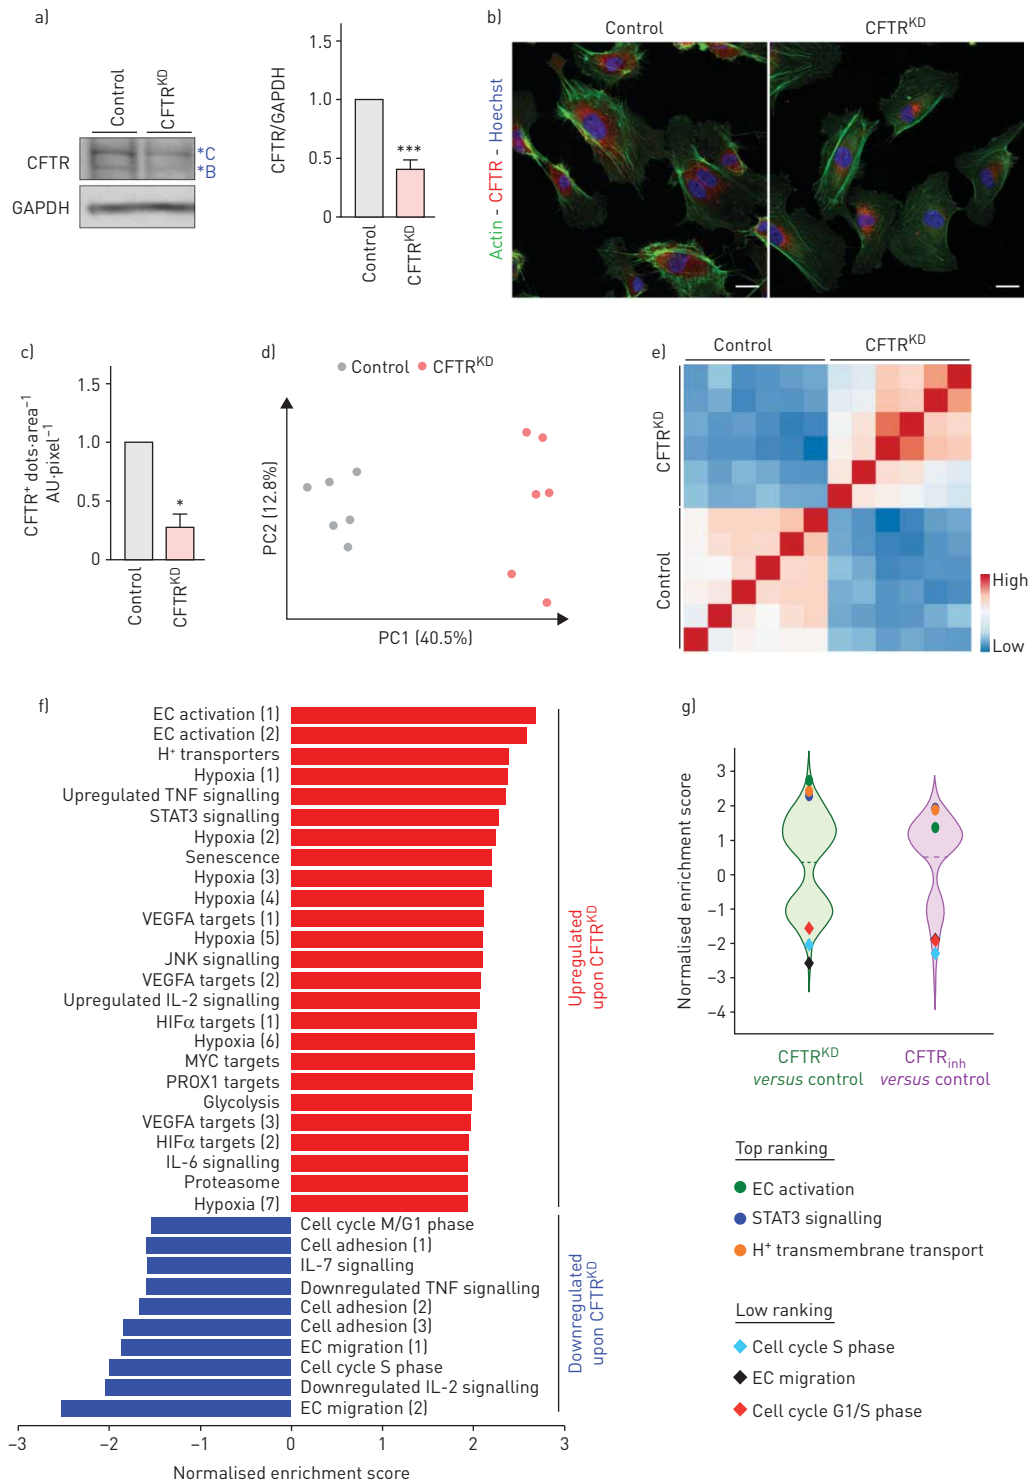 a)
Control
CFTRKD
CFTR
*C
*B
GAPDH
CFTR/GAPDH
1.5
1.0
0.5
0
***
Control
CFTRKD
b)
Control
CFTRKD
Actin - CFTR - Hoechst
c)
CFTR+ dots·area−1
AU·pixel−1
1.5
1.0
0.5
0
*
Control
CFTRKD
d)
Control
CFTRKD
PC2 (12.8%)
PC1 (40.5%)
e)
Control
CFTRKD
CFTRKD
Control
High
Low
f)
EC activation (1)
EC activation (2)
H+ transporters
Hypoxia (1)
Upregulated TNF signalling
STAT3 signalling
Hypoxia (2)
Senescence
Hypoxia (3)
Hypoxia (4)
VEGFA targets (1)
Hypoxia (5)
JNK signalling
VEGFA targets (2)
Upregulated IL-2 signalling
HIFα targets (1)
Hypoxia (6)
MYC targets
PROX1 targets
Glycolysis
VEGFA targets (3)
HIFα targets (2)
IL-6 signalling
Proteasome
Hypoxia (7)
Upregulated
upon CFTRKD
Cell cycle M/G1 phase
Cell adhesion (1)
IL-7 signalling
Downregulated TNF signalling
Cell adhesion (2)
Cell adhesion (3)
EC migration (1)
Cell cycle S phase
Downregulated IL-2 signalling
EC migration (2)
Downregulated
upon CFTRKD
−3 −2 −1 0 1 2 3
Normalised enrichment score
g)
Normalised enrichment score
3
2
1
0
−1
−2
−3
−4
CFTRKD
versus control
CFTRinh
versus control
Top ranking
EC activation
STAT3 signalling
H+ transmembrane transport
Low ranking
Cell cycle S phase
EC migration
Cell cycle G1/S phase